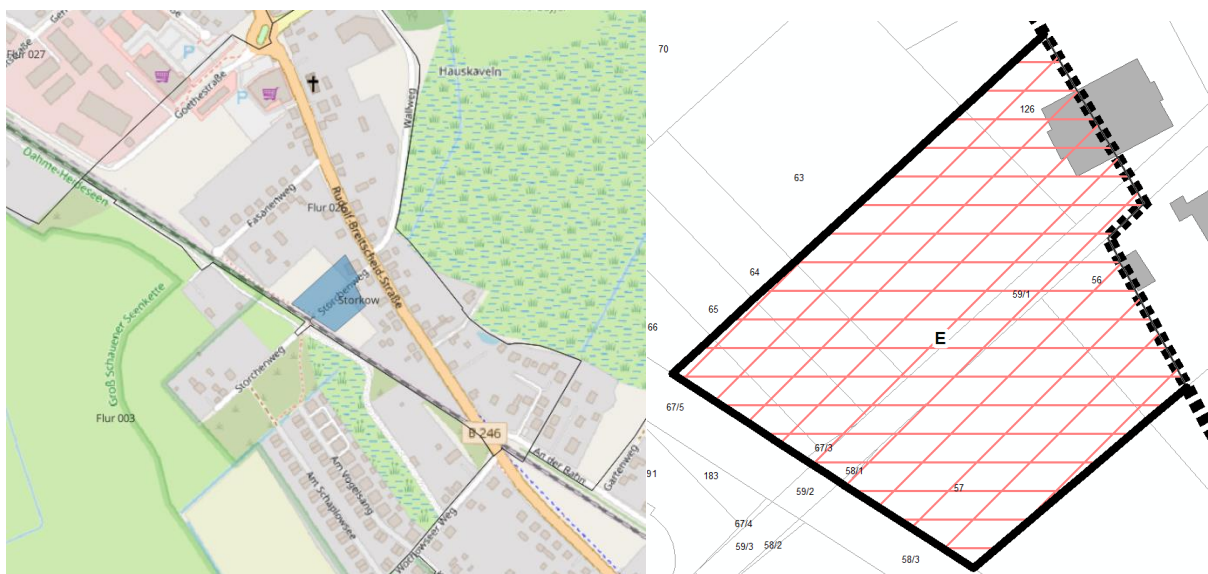 Flur 027
Goethestraße
P
P
Hauskaveln
Wallweg
Dahme-Heideseen
Fasanenweg
Flur 026
Rudolf-Breitscheid-Straße
Storchenweg
Storkow
Groß Schauener Seenkette
Storchenweg
Flur 003
B 246
An der Bahn
Gartenweg
Am Vogelsang
Am Schaplowsee
Wochowseer Weg
70
126
63
64
56
59/1
65
66
E
67/5
67/3
58/1
91
183
57
59/2
67/4
59/3
58/2
58/3